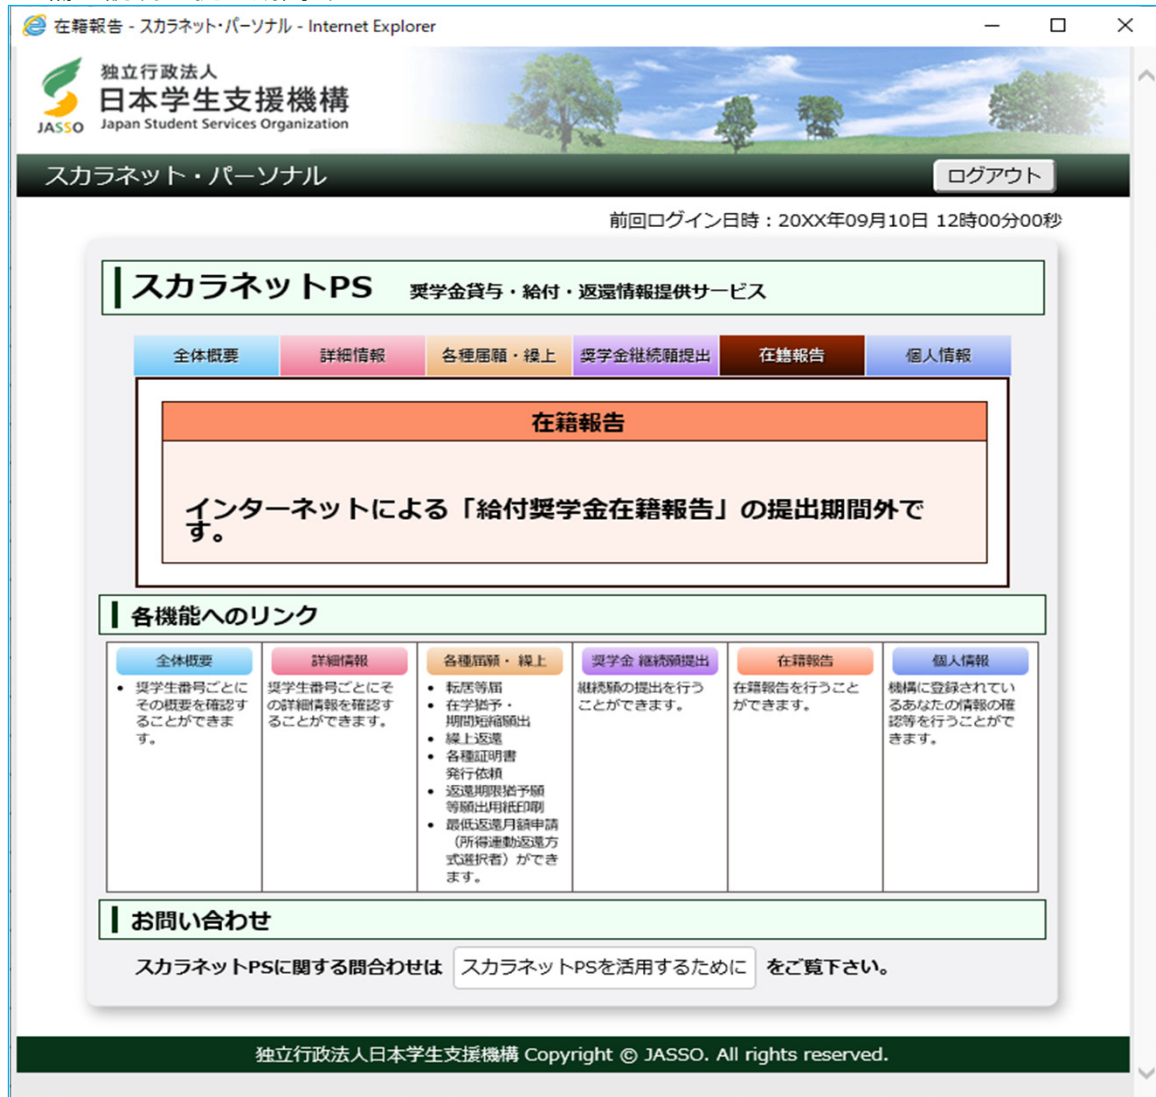 在籍報告 - スカラネット・パーソナル - Internet Explorer
独立行政法人
日本学生支援機構
JASSO Japan Student Services Organization
スカラネット・パーソナル ログアウト
前回ログイン日時：20XX年09月10日 12時00分00秒
スカラネットPS 奨学金貸与・給付・返還情報提供サービス
全体概要 詳細情報 各種届願・繰上 奨学金継続願提出 在籍報告 個人情報
在籍報告
インターネットによる「給付奨学金在籍報告」の提出期間外で
す。
各機能へのリンク
全体概要
• 奨学生番号ごとに
その概要を確認す
ることができま
す。
詳細情報
奨学生番号ごとにそ
の詳細情報を確認す
ることができます。
各種届願・ 繰上
• 転居等届
• 在学猶予・
期間短縮願出
• 繰上返還
• 各種証明書
発行依頼
• 返還期限猶予願
等願出用紙印刷
• 最低返還月額申請
（所得連動返還方
式選択者）ができ
ます。
奨学金 継続願提出
継続願の提出を行う
ことができます。
在籍報告
在籍報告を行うこと
ができます。
個人情報
機構に登録されてい
るあなたの情報の確
認等を行うことがで
きます。
お問い合わせ
スカラネットPSに関する問合わせは スカラネットPSを活用するために をご覧下さい。
独立行政法人日本学生支援機構 Copyright © JASSO. All rights reserved.